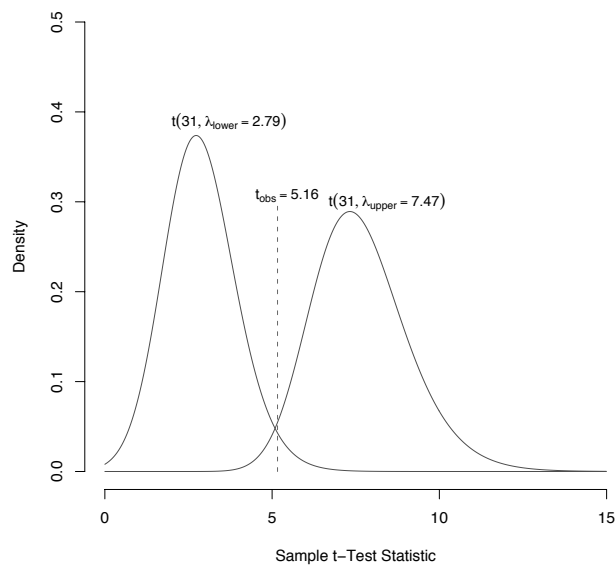 0.5
0.4
0.3
0.2
0.1
0.0
Density
t(31, λlower = 2.79)
tobs = 5.16
t(31, λupper = 7.47)
0 5 10 15
Sample t−Test Statistic